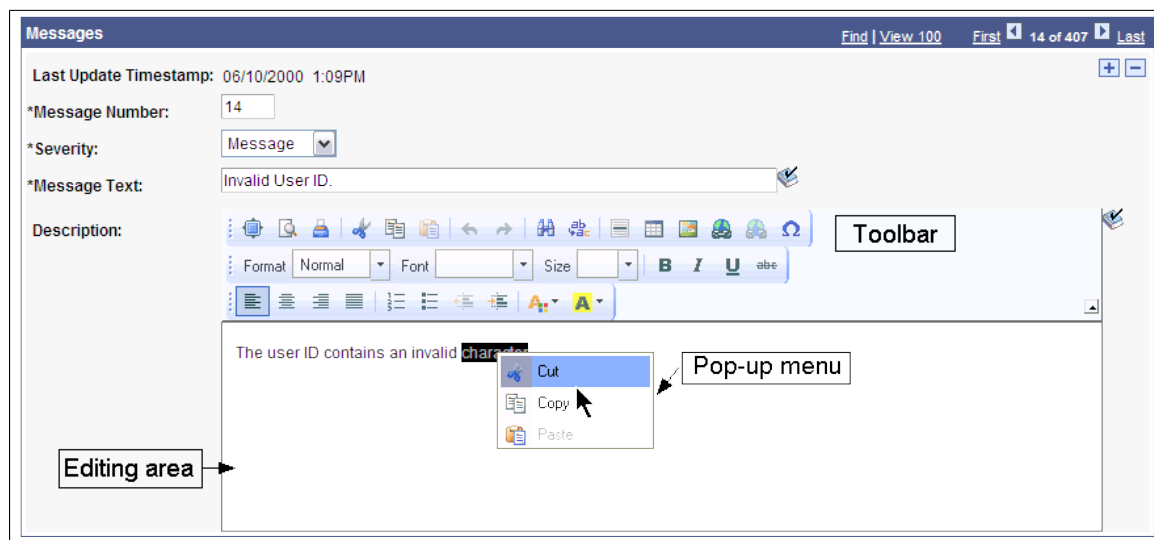 Messages Find | View 100 First 14 of 407 Last
Last Update Timestamp: 06/10/2000 1:09PM
*Message Number: 14
*Severity: Message
*Message Text: Invalid User ID.
Description:
Toolbar
Format Normal Font Size B I U abc
A A
The user ID contains an invalid character
Cut
Pop-up menu
Copy
Paste
Editing area